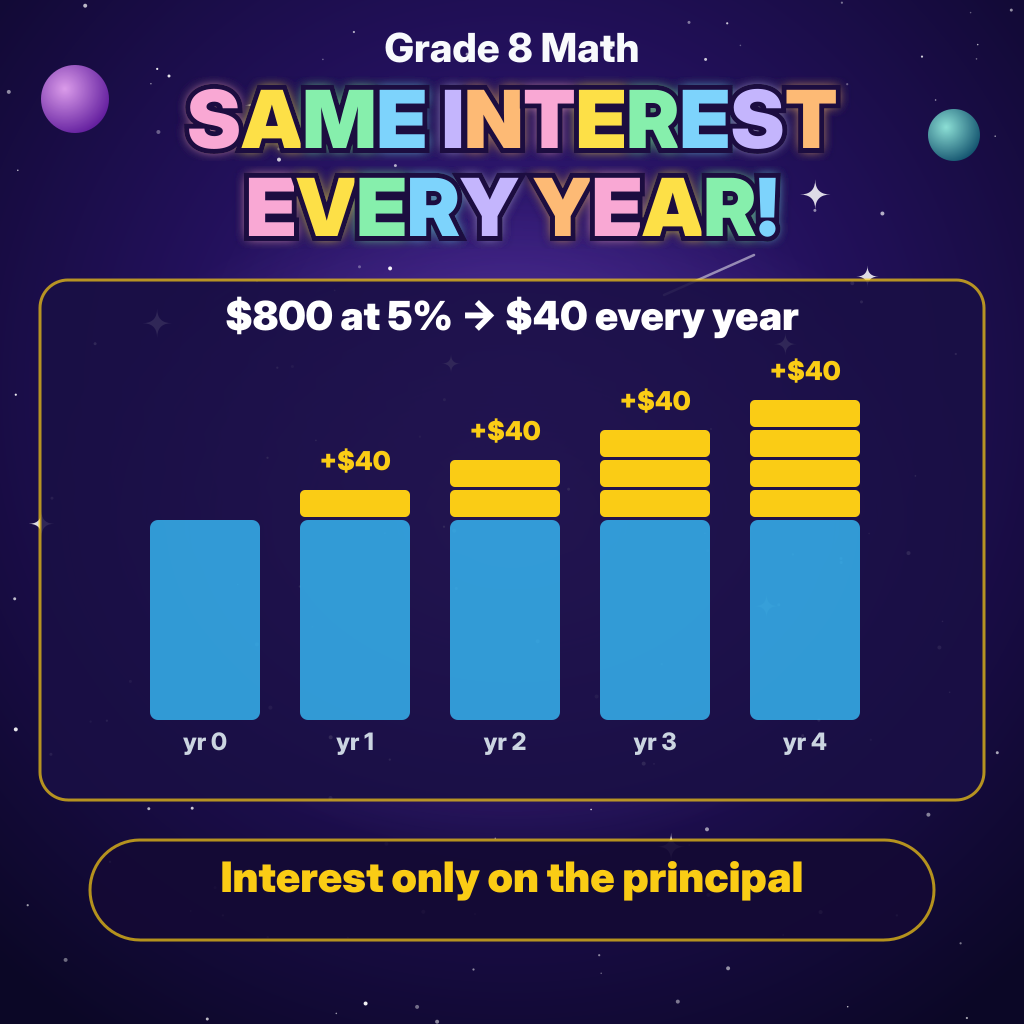 Grade 8 Math
SAME INTEREST
EVERY YEAR!
$800 at 5% → $40 every year
+$40
+$40
+$40
+$40
yr 0
yr 1
yr 2
yr 3
yr 4
Interest only on the principal